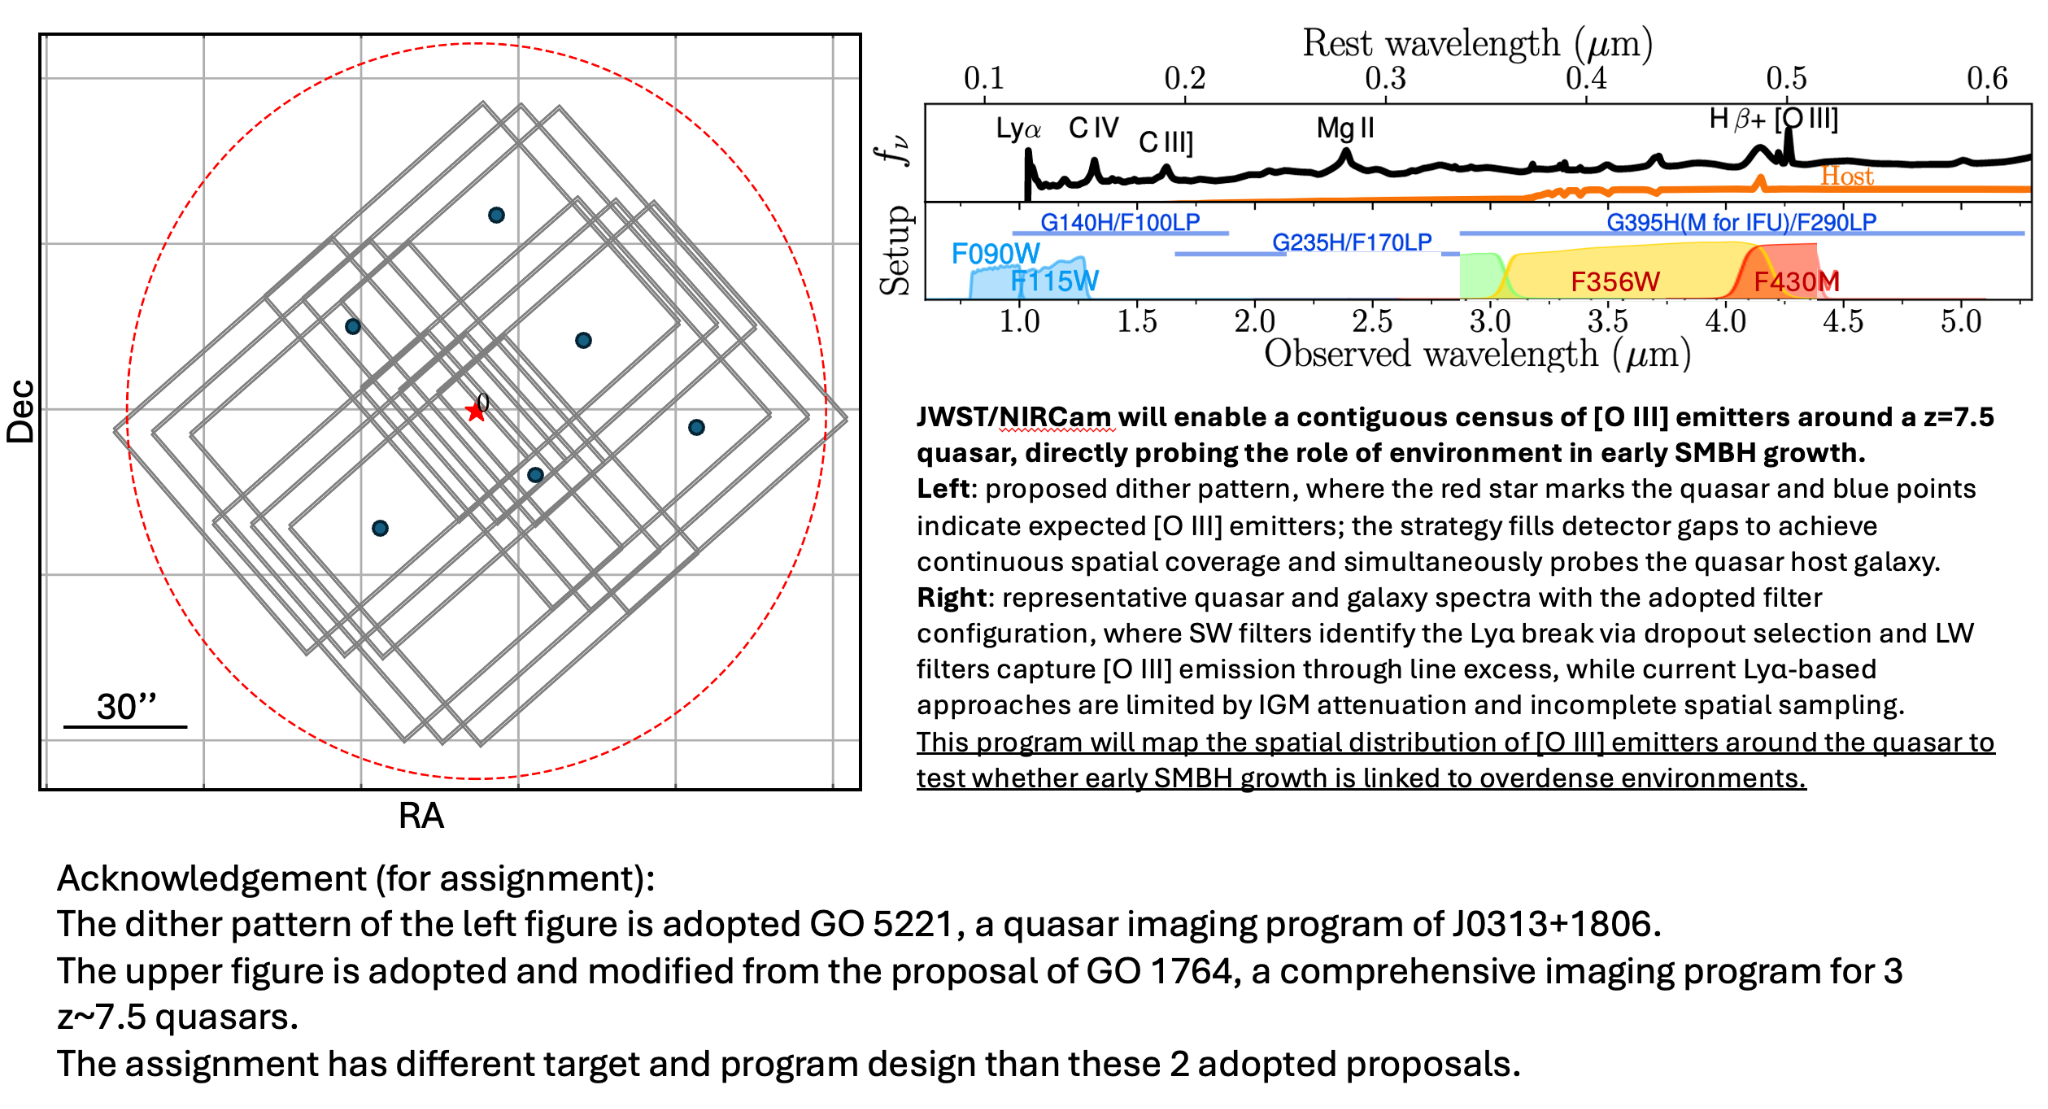 Dec
0
30’’
RA
Rest wavelength (μm)
0.1 0.2 0.3 0.4 0.5 0.6
fν
Lyα C IV C III] Mg II H β+ [O III]
Host
Setup
G140H/F100LP G235H/F170LP G395H(M for IFU)/F290LP
F090W F115W F356W F430M
1.0 1.5 2.0 2.5 3.0 3.5 4.0 4.5 5.0
Observed wavelength (μm)
JWST/NIRCam will enable a contiguous census of [O III] emitters around a z=7.5
quasar, directly probing the role of environment in early SMBH growth.
Left: proposed dither pattern, where the red star marks the quasar and blue points
indicate expected [O III] emitters; the strategy fills detector gaps to achieve
continuous spatial coverage and simultaneously probes the quasar host galaxy.
Right: representative quasar and galaxy spectra with the adopted filter
configuration, where SW filters identify the Lyα break via dropout selection and LW
filters capture [O III] emission through line excess, while current Lyα-based
approaches are limited by IGM attenuation and incomplete spatial sampling.
This program will map the spatial distribution of [O III] emitters around the quasar to
test whether early SMBH growth is linked to overdense environments.
Acknowledgement (for assignment):
The dither pattern of the left figure is adopted GO 5221, a quasar imaging program of J0313+1806.
The upper figure is adopted and modified from the proposal of GO 1764, a comprehensive imaging program for 3
z~7.5 quasars.
The assignment has different target and program design than these 2 adopted proposals.